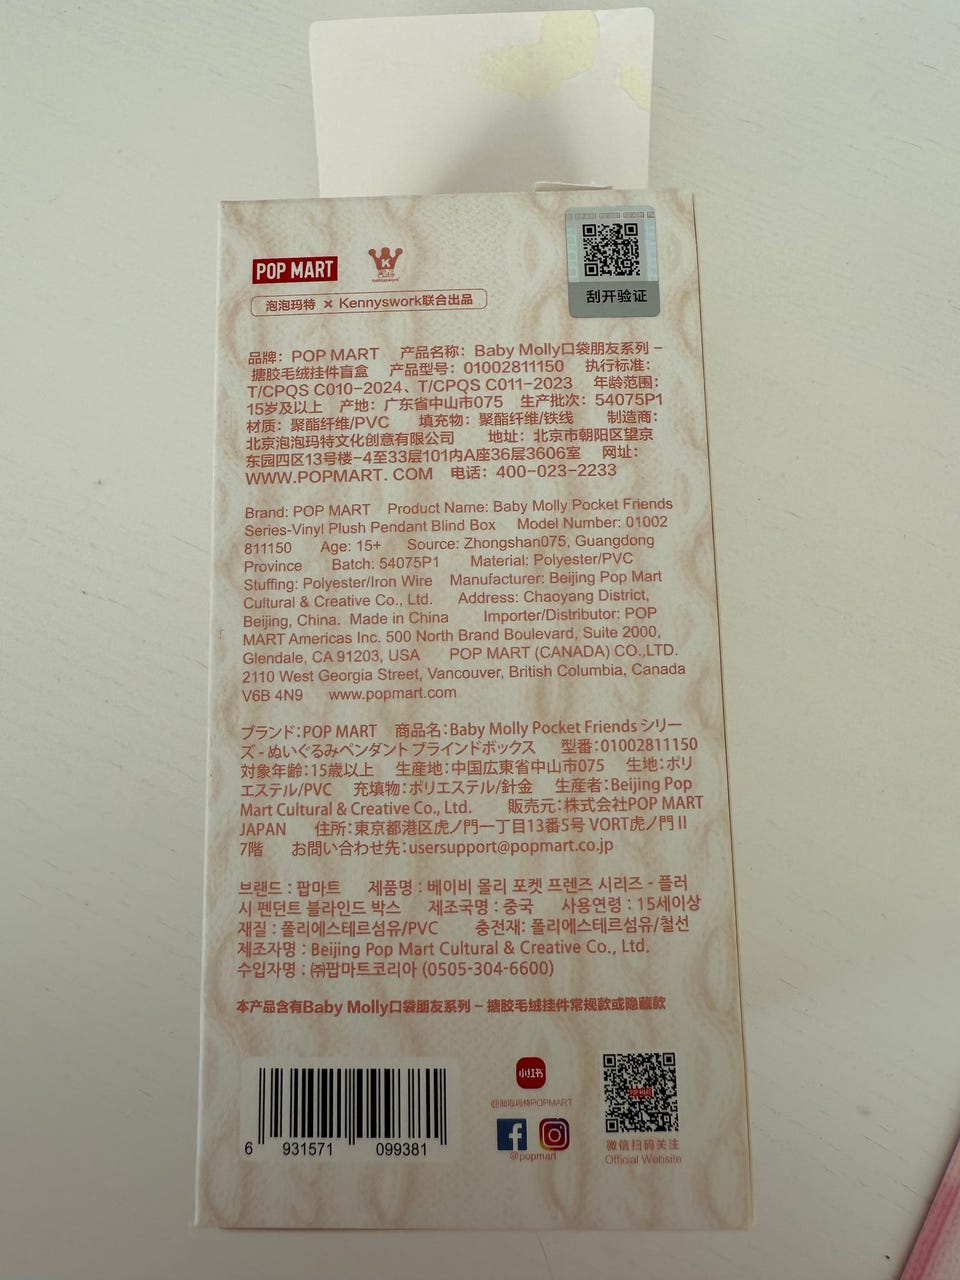 POP MART
K
泡泡玛特 × Kennyswork联合出品
刮开验证
品牌：POP MART 产品名称：Baby Molly口袋朋友系列 –
搪胶毛绒挂件盲盒 产品型号：01002811150 执行标准：
T/CPQS C010-2024、T/CPQS C011-2023 年龄范围：
15岁及以上 产地：广东省中山市075 生产批次：54075P1
材质：聚酯纤维/PVC 填充物：聚酯纤维/铁线 制造商：
北京泡泡玛特文化创意有限公司 地址：北京市朝阳区望京
东园四区13号楼-4至33层101内A座36层3606室 网址：
WWW.POPMART. COM 电话：400-023-2233
Brand: POP MART Product Name: Baby Molly Pocket Friends
Series-Vinyl Plush Pendant Blind Box Model Number: 01002
811150 Age: 15+ Source: Zhongshan075, Guangdong
Province Batch: 54075P1 Material: Polyester/PVC
Stuffing: Polyester/Iron Wire Manufacturer: Beijing Pop Mart
Cultural & Creative Co., Ltd. Address: Chaoyang District,
Beijing, China. Made in China Importer/Distributor: POP
MART Americas Inc. 500 North Brand Boulevard, Suite 2000,
Glendale, CA 91203, USA POP MART (CANADA) CO.,LTD.
2110 West Georgia Street, Vancouver, British Columbia, Canada
V6B 4N9 www.popmart.com
ブランド：POP MART 商品名：Baby Molly Pocket Friends シリー
ズ - ぬいぐるみペンダント ブラインドボックス 型番：01002811150
対象年齢：15歳以上 生産地：中国広東省中山市075 生地：ポリ
エステル/PVC 充填物：ポリエステル/針金 生産者：Beijing Pop
Mart Cultural & Creative Co., Ltd. 販売元：株式会社POP MART
JAPAN 住所：東京都港区虎ノ門一丁目13番5号 VORT虎ノ門 II
7階 お問い合わせ先：usersupport@popmart.co.jp
브랜드 : 팝마트 제품명 : 베이비 몰리 포켓 프렌즈 시리즈 - 플러
시 펜던트 블라인드 박스 제조국명 : 중국 사용연령 : 15세이상
재질 : 폴리에스테르섬유/PVC 충전재: 폴리에스테르섬유/철선
제조자명 : Beijing Pop Mart Cultural & Creative Co., Ltd.
수입자명 : ㈜팝마트코리아 (0505-304-6600)
本产品含有Baby Molly口袋朋友系列 – 搪胶毛绒挂件常规款或隐藏款
6 931571 099381
小红书
@泡泡玛特POPMART
@popmart
POP MART
微信扫码关注
Official Website